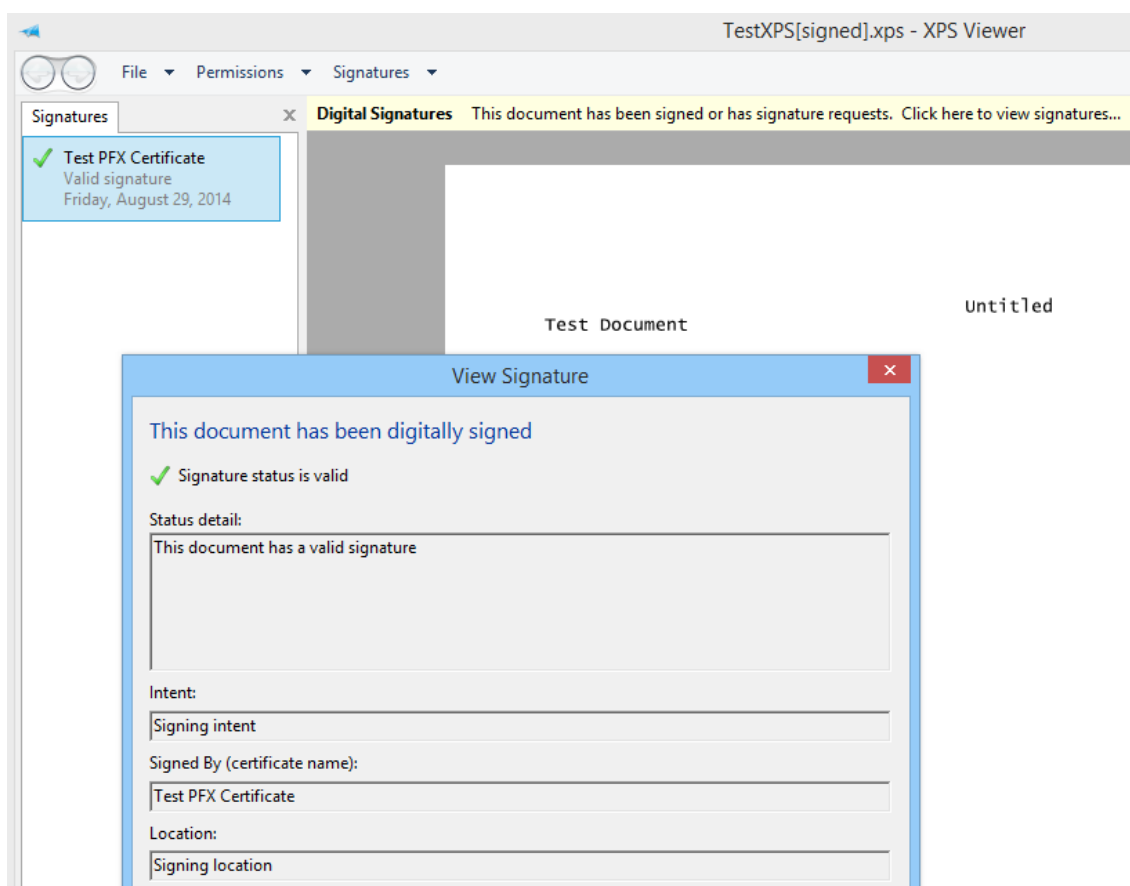 TestXPS[signed].xps - XPS Viewer
File Permissions Signatures
Signatures x
Digital Signatures This document has been signed or has signature requests. Click here to view signatures...
Test PFX Certificate
Valid signature
Friday, August 29, 2014
Untitled
Test Document
View Signature
This document has been digitally signed
Signature status is valid
Status detail:
This document has a valid signature
Intent:
Signing intent
Signed By (certificate name):
Test PFX Certificate
Location:
Signing location